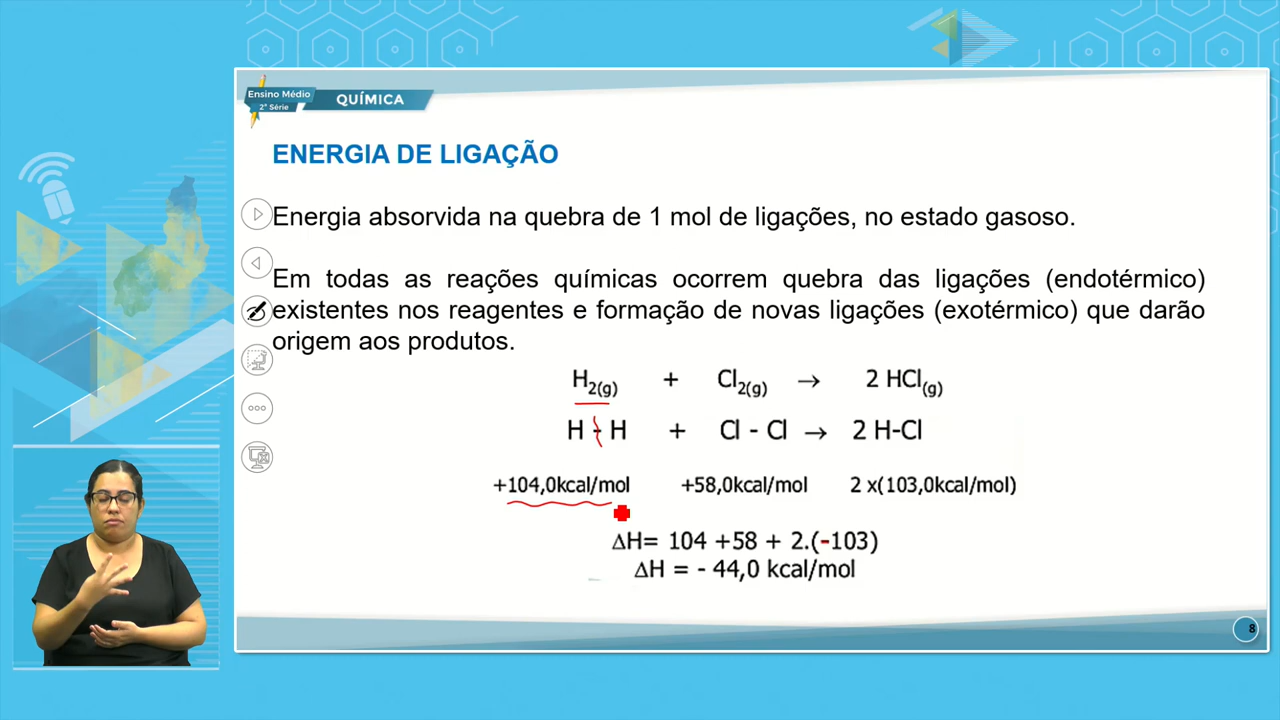 Ensino Médio
2ª Série
QUÍMICA
ENERGIA DE LIGAÇÃO
Energia absorvida na quebra de 1 mol de ligações, no estado gasoso.
Em todas as reações químicas ocorrem quebra das ligações (endotérmico)
existentes nos reagentes e formação de novas ligações (exotérmico) que darão
origem aos produtos.
H₂(g) + Cl₂(g) → 2 HCl(g)
H - H + Cl - Cl → 2 H-Cl
+104,0kcal/mol +58,0kcal/mol 2 x(103,0kcal/mol)
ΔH= 104 +58 + 2.(-103)
ΔH = - 44,0 kcal/mol
8